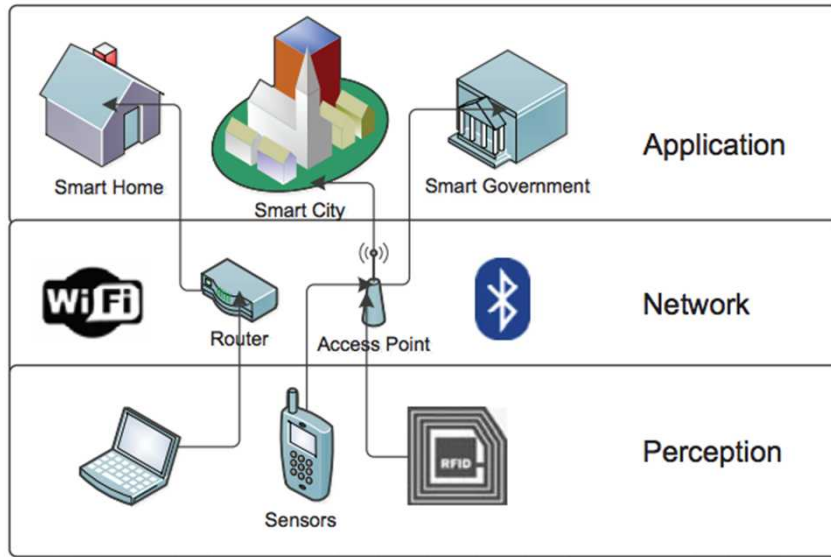 Smart Home
Smart City
Smart Government
Application
WiFi
Router
Access Point
Network
RFID
Sensors
Perception